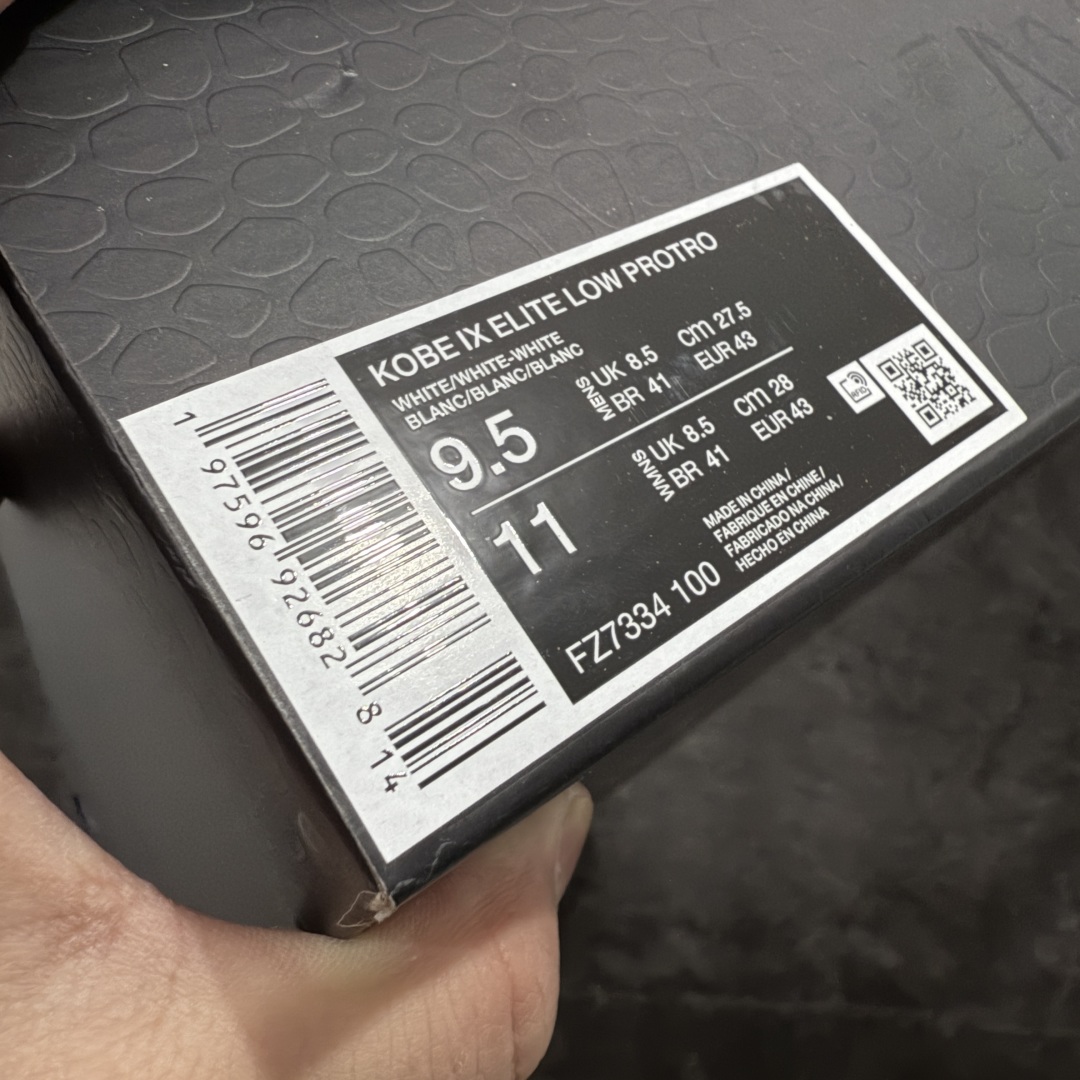 KOBE IX ELITE LOW PROTRO
WHITE/WHITE-WHITE
BLANC/BLANC/BLANC
9.5
MENS
UK 8.5 cm 27.5
BR 41 EUR 43
11
WMNS
UK 8.5 cm 28
BR 41 EUR 43
FZ7334 100
MADE IN CHINA/
FABRIQUE EN CHINE/
FABRICADO NA CHINA/
HECHO EN CHINA
RFID
1 97596 92682 8 14